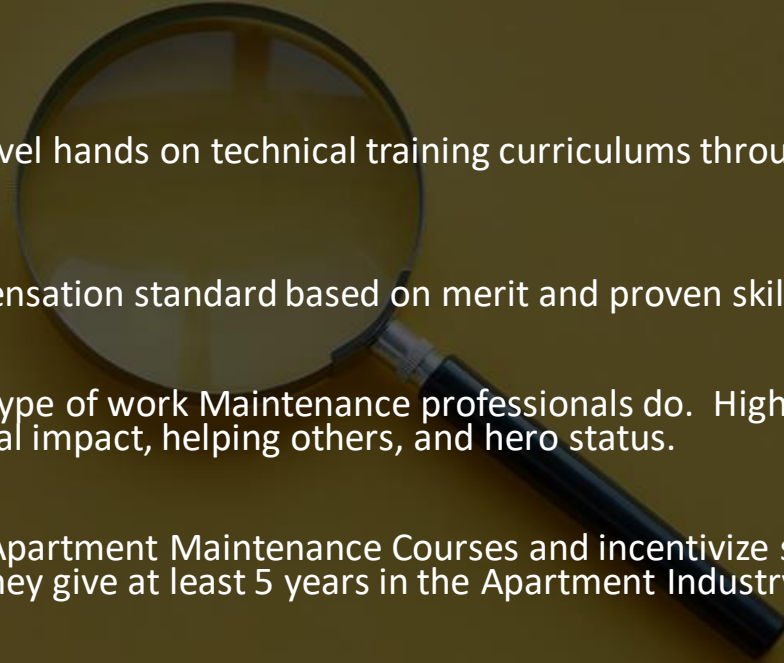 vel hands on technical training curriculums throu
ensation standard based on merit and proven skil
ype of work Maintenance professionals do.  High
al impact, helping others, and hero status.
Apartment Maintenance Courses and incentivize s
hey give at least 5 years in the Apartment Industry